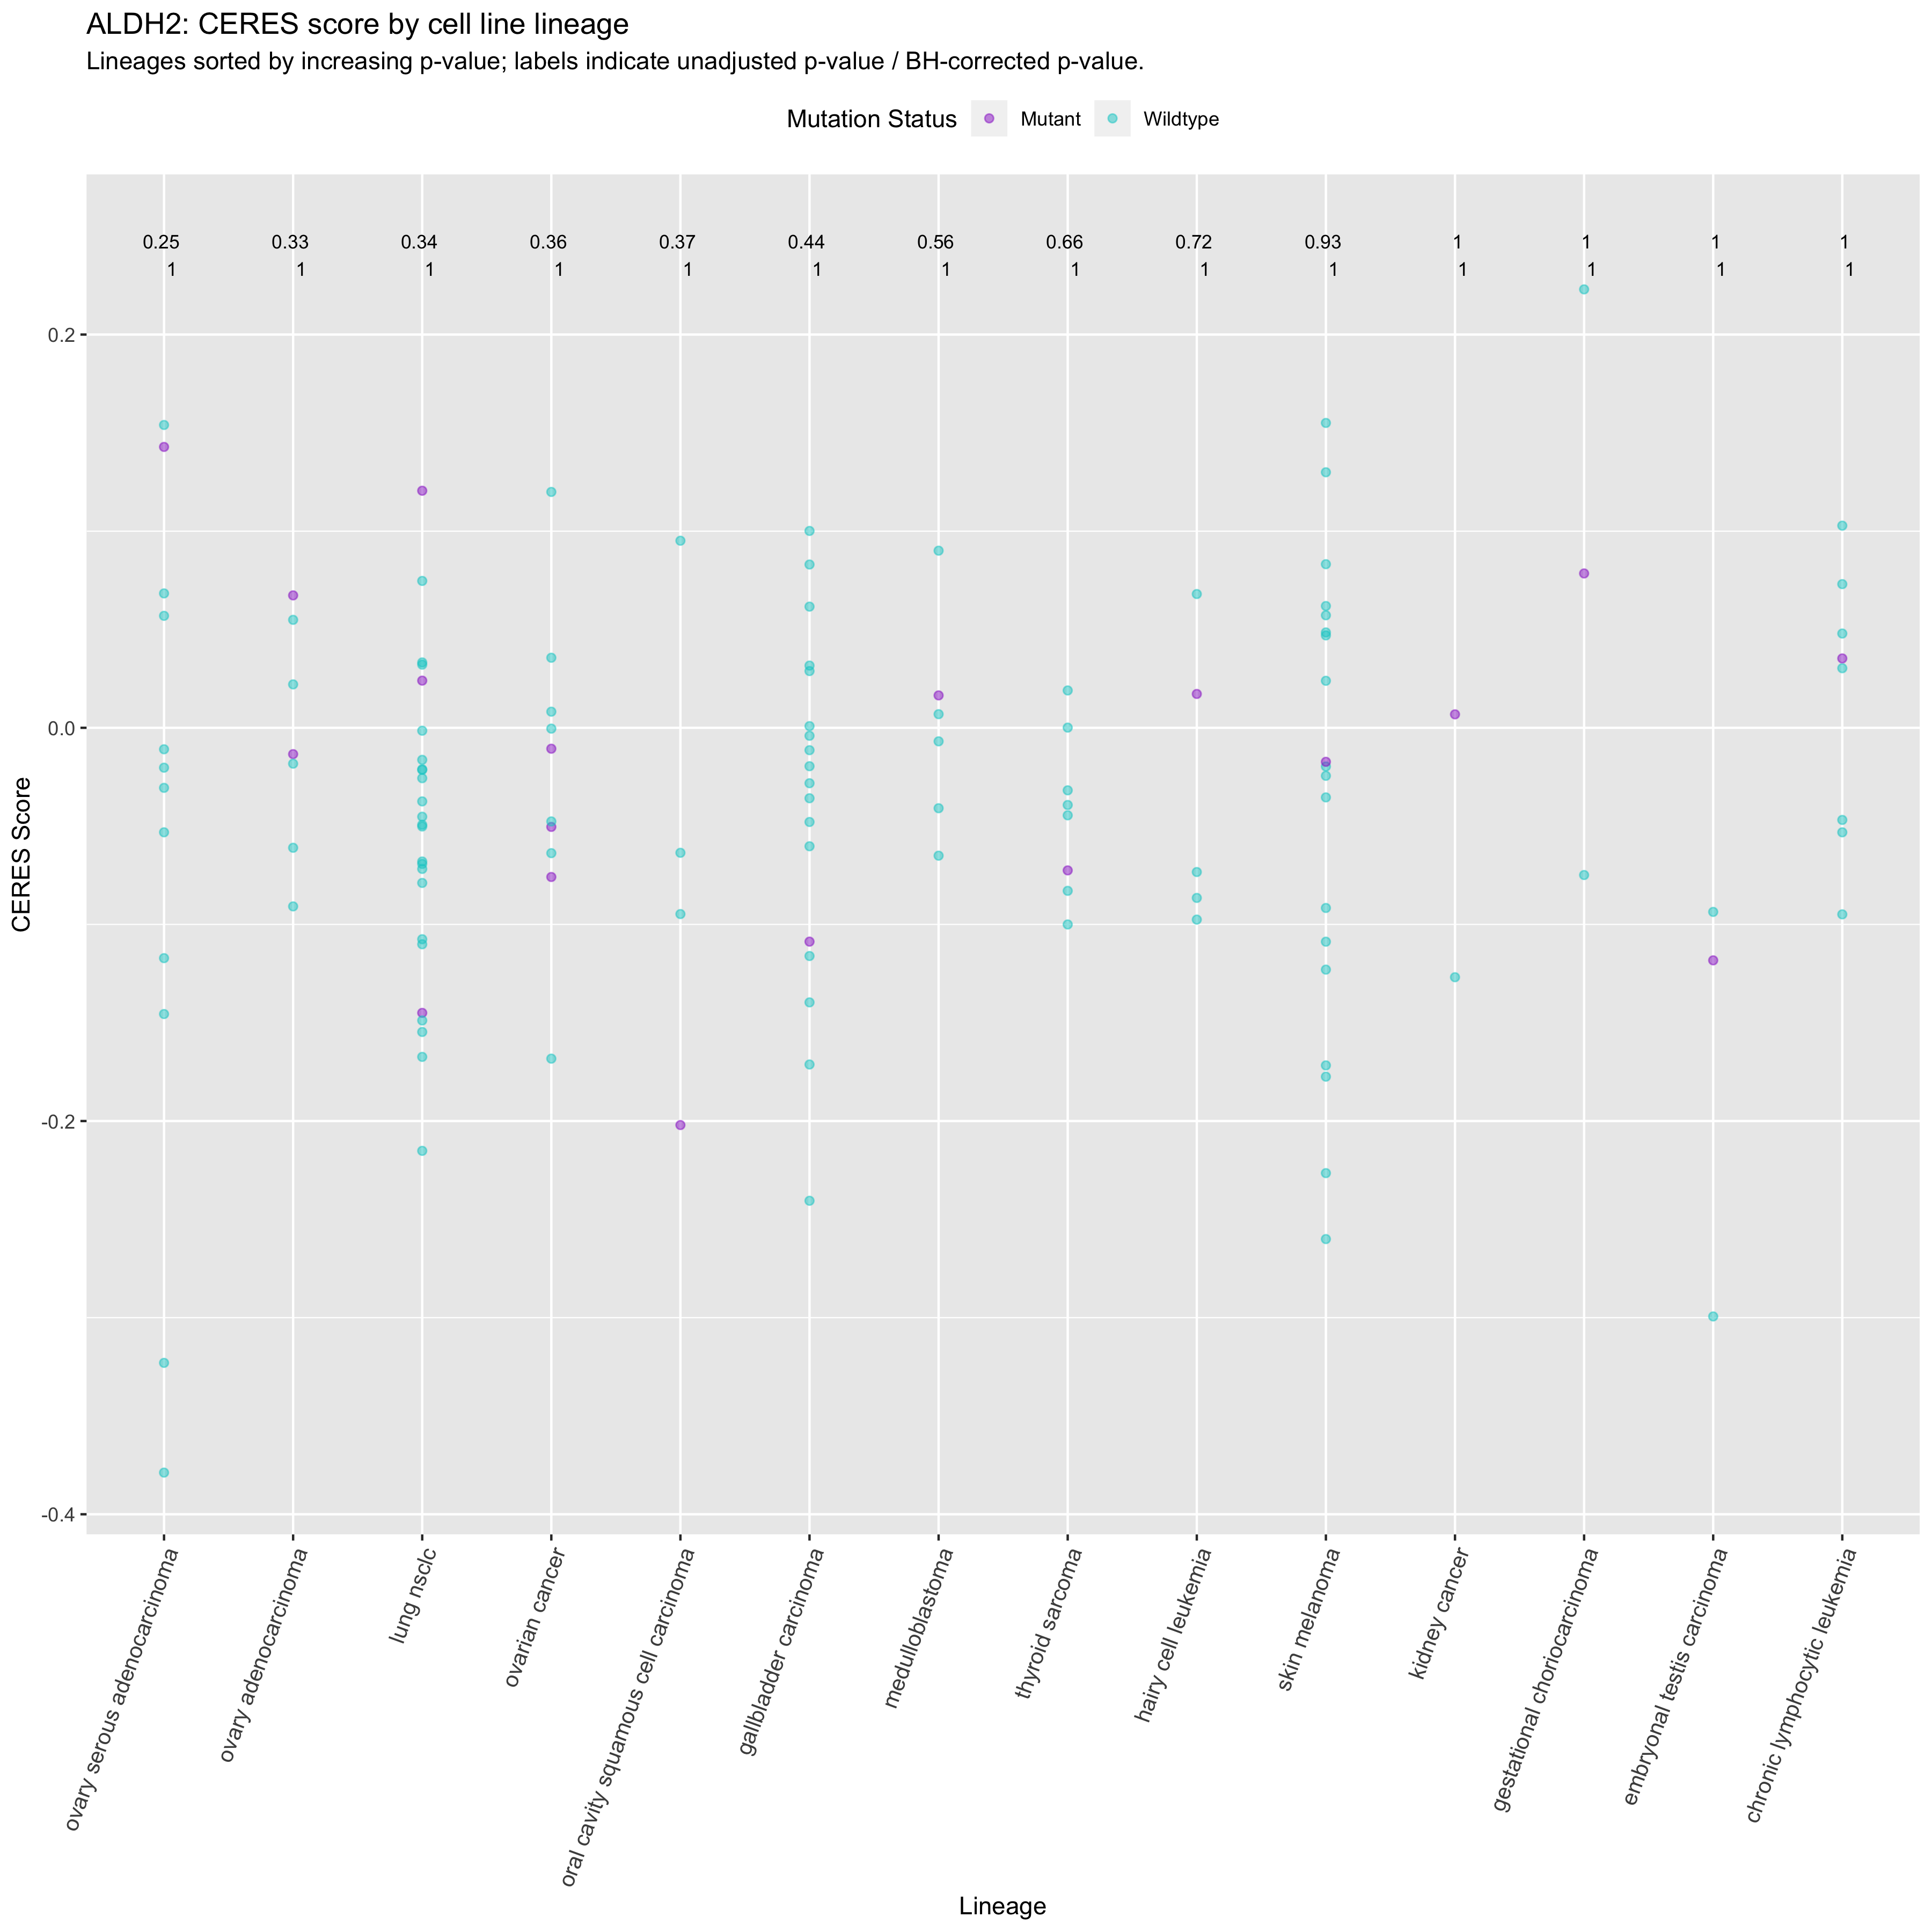 ALDH2: CERES score by cell line lineage
Lineages sorted by increasing p-value; labels indicate unadjusted p-value / BH-corrected p-value.
Mutation Status Mutant Wildtype
0.25 0.33 0.34 0.36 0.37 0.44 0.56 0.66 0.72 0.93 1 1 1 1
1 1 1 1 1 1 1 1 1 1 1 1 1 1
0.2
0.0
-0.2
-0.4
CERES Score
ovary serous adenocarcinoma
ovary adenocarcinoma
lung nsclc
ovarian cancer
oral cavity squamous cell carcinoma
gallbladder carcinoma
medulloblastoma
thyroid sarcoma
hairy cell leukemia
skin melanoma
kidney cancer
gestational choriocarcinoma
embryonal testis carcinoma
chronic lymphocytic leukemia
Lineage